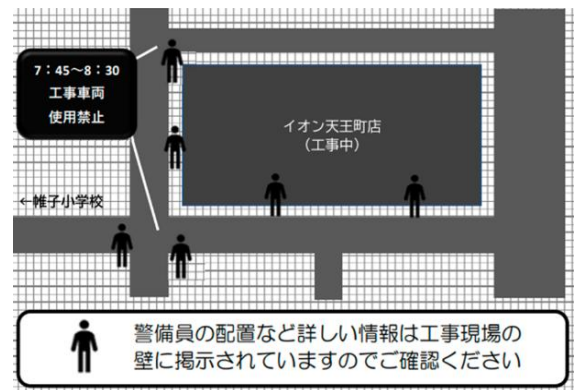 7：45～8：30
工事車両
使用禁止
イオン天王町店
（工事中）
←帷子小学校
警備員の配置など詳しい情報は工事現場の
壁に掲示されていますのでご確認ください